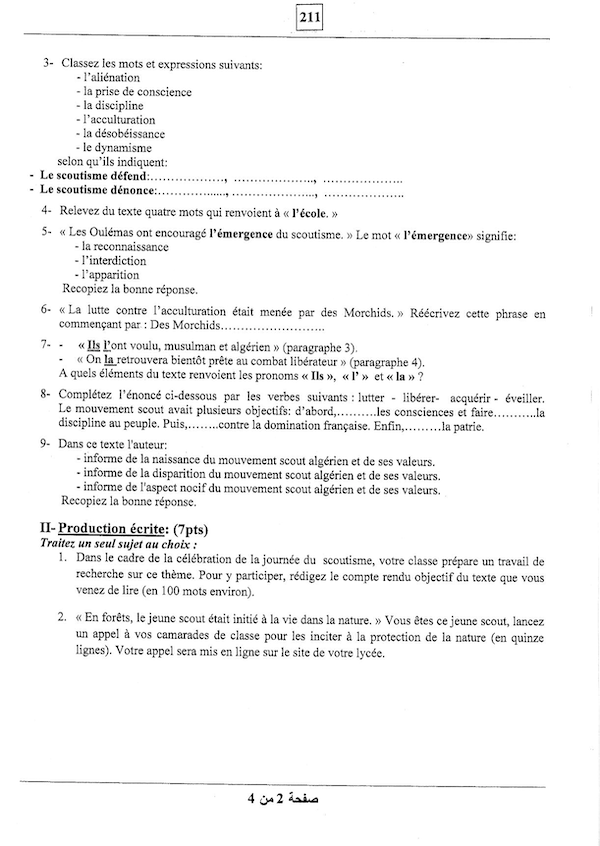 211
3- Classez les mots et expressions suivants:
- l'aliénation
- la prise de conscience
- la discipline
- l'acculturation
- la désobéissance
- le dynamisme
selon qu'ils indiquent:
- Le scoutisme défend:………………, …………………, …………………
- Le scoutisme dénonce:…………......, ………………..., …………………
4- Relevez du texte quatre mots qui renvoient à « l'école. »
5- « Les Oulémas ont encouragé l'émergence du scoutisme. » Le mot « l'émergence» signifie:
- la reconnaissance
- l'interdiction
- l'apparition
Recopiez la bonne réponse.
6- « La lutte contre l'acculturation était menée par des Morchids. » Réécrivez cette phrase en
commençant par : Des Morchids……………………..
7- - « Ils l'ont voulu, musulman et algérien » (paragraphe 3).
- « On la retrouvera bientôt prête au combat libérateur » (paragraphe 4).
A quels éléments du texte renvoient les pronoms « Ils », « l' » et « la » ?
8- Complétez l'énoncé ci-dessous par les verbes suivants : lutter - libérer- acquérir - éveiller.
Le mouvement scout avait plusieurs objectifs: d'abord,……….les consciences et faire………..la
discipline au peuple. Puis,……..contre la domination française. Enfin,………la patrie.
9- Dans ce texte l'auteur:
- informe de la naissance du mouvement scout algérien et de ses valeurs.
- informe de la disparition du mouvement scout algérien et de ses valeurs.
- informe de l'aspect nocif du mouvement scout algérien et de ses valeurs.
Recopiez la bonne réponse.
II- Production écrite: (7pts)
Traitez un seul sujet au choix :
1. Dans le cadre de la célébration de la journée du scoutisme, votre classe prépare un travail de
recherche sur ce thème. Pour y participer, rédigez le compte rendu objectif du texte que vous
venez de lire (en 100 mots environ).
2. « En forêts, le jeune scout était initié à la vie dans la nature. » Vous êtes ce jeune scout, lancez
un appel à vos camarades de classe pour les inciter à la protection de la nature (en quinze
lignes). Votre appel sera mis en ligne sur le site de votre lycée.
صفحة 2 من 4